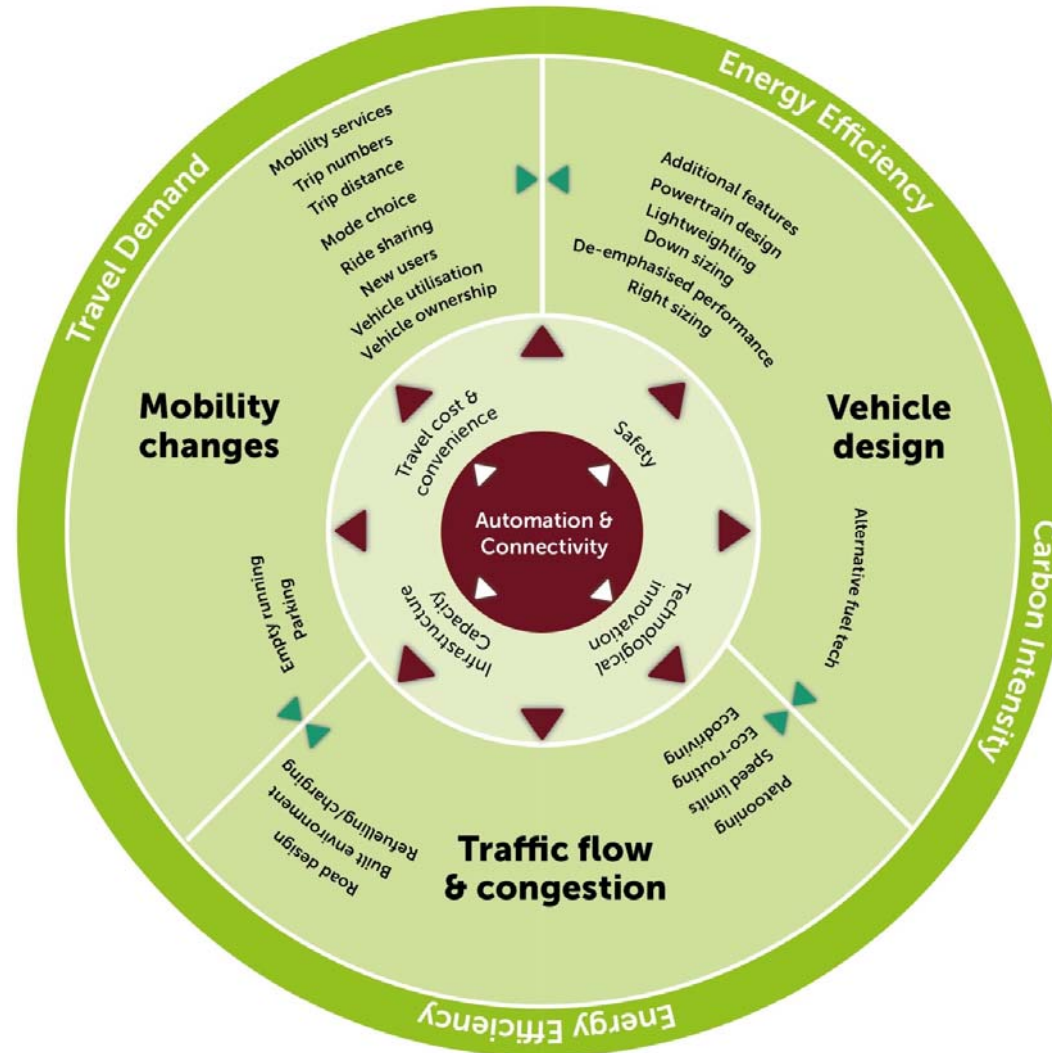 Travel Demand
Energy Efficiency
Carbon Intensity
Energy Efficiency
Mobility services
Trip numbers
Trip distance
Mode choice
Ride sharing
New users
Vehicle utilisation
Vehicle ownership
Mobility
changes
Empty running
Parking
Additional features
Powertrain design
Lightweighting
Down sizing
De-emphasised performance
Right sizing
Vehicle
design
Alternative fuel tech
Travel cost &
convenience
Safety
Automation &
Connectivity
Infrastructure
Capacity
Technological
innovation
Ecodriving
Eco-routing
Speed limits
Platooning
Refuelling/charging
Built environment
Road design
Traffic flow
& congestion